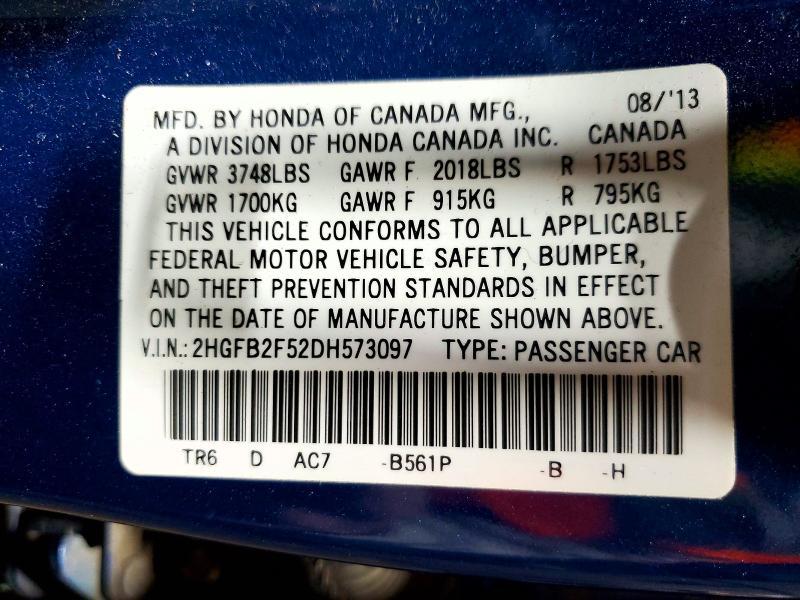 MFD. BY HONDA OF CANADA MFG., 08/'13
A DIVISION OF HONDA CANADA INC. CANADA
GVWR 3748LBS GAWR F 2018LBS R 1753LBS
GVWR 1700KG GAWR F 915KG R 795KG
THIS VEHICLE CONFORMS TO ALL APPLICABLE
FEDERAL MOTOR VEHICLE SAFETY, BUMPER,
AND THEFT PREVENTION STANDARDS IN EFFECT
ON THE DATE OF MANUFACTURE SHOWN ABOVE.
V.I.N.: 2HGFB2F52DH573097 TYPE: PASSENGER CAR
TR6 D AC7 -B561P -B -H